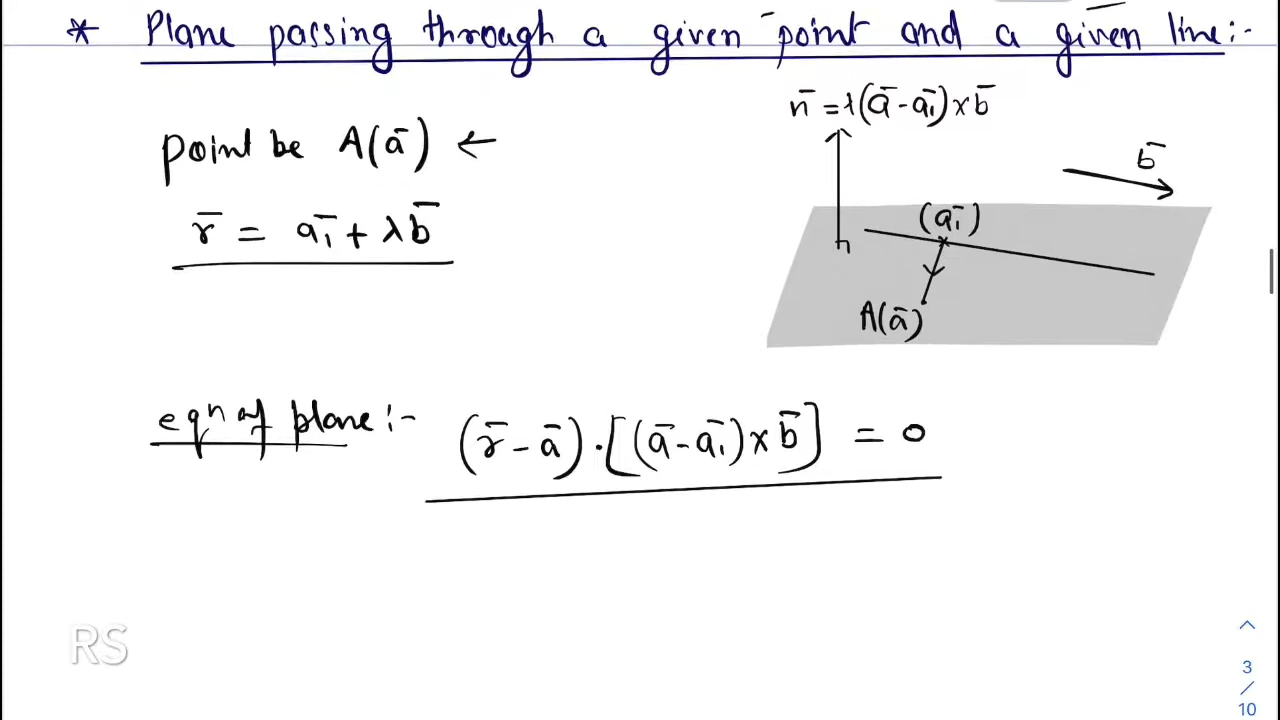 * Plane passing through a given point and a given line:-
n̄ = λ(ā - ā₁) × b̄
point be A(ā) ←
b̄
r̄ = ā₁ + λb̄
(ā₁)
A(ā)
eqn of plane:- (r̄ - ā) · [(ā - ā₁) × b̄] = 0
RS
3
/
10